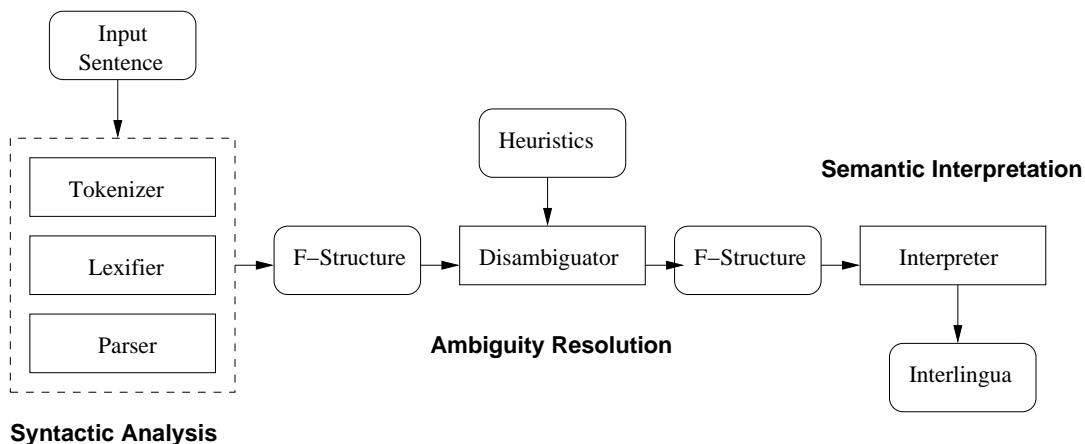 Input
Sentence
Tokenizer
Lexifier
Parser
Syntactic Analysis
F−Structure
Heuristics
Disambiguator
Ambiguity Resolution
F−Structure
Semantic Interpretation
Interpreter
Interlingua